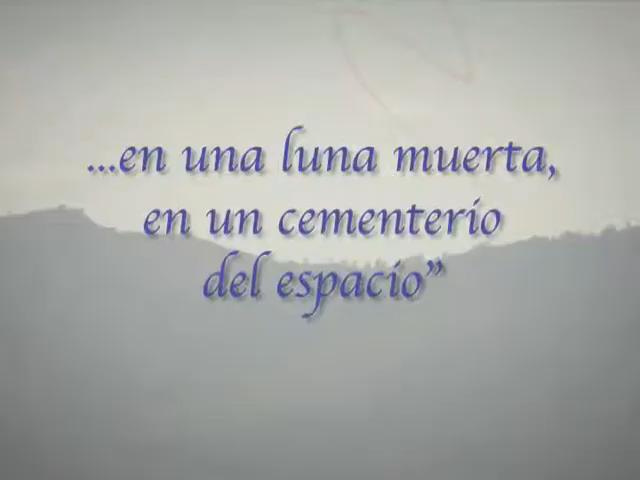 ...en una luna muerta,
en un cementerio
del espacio”